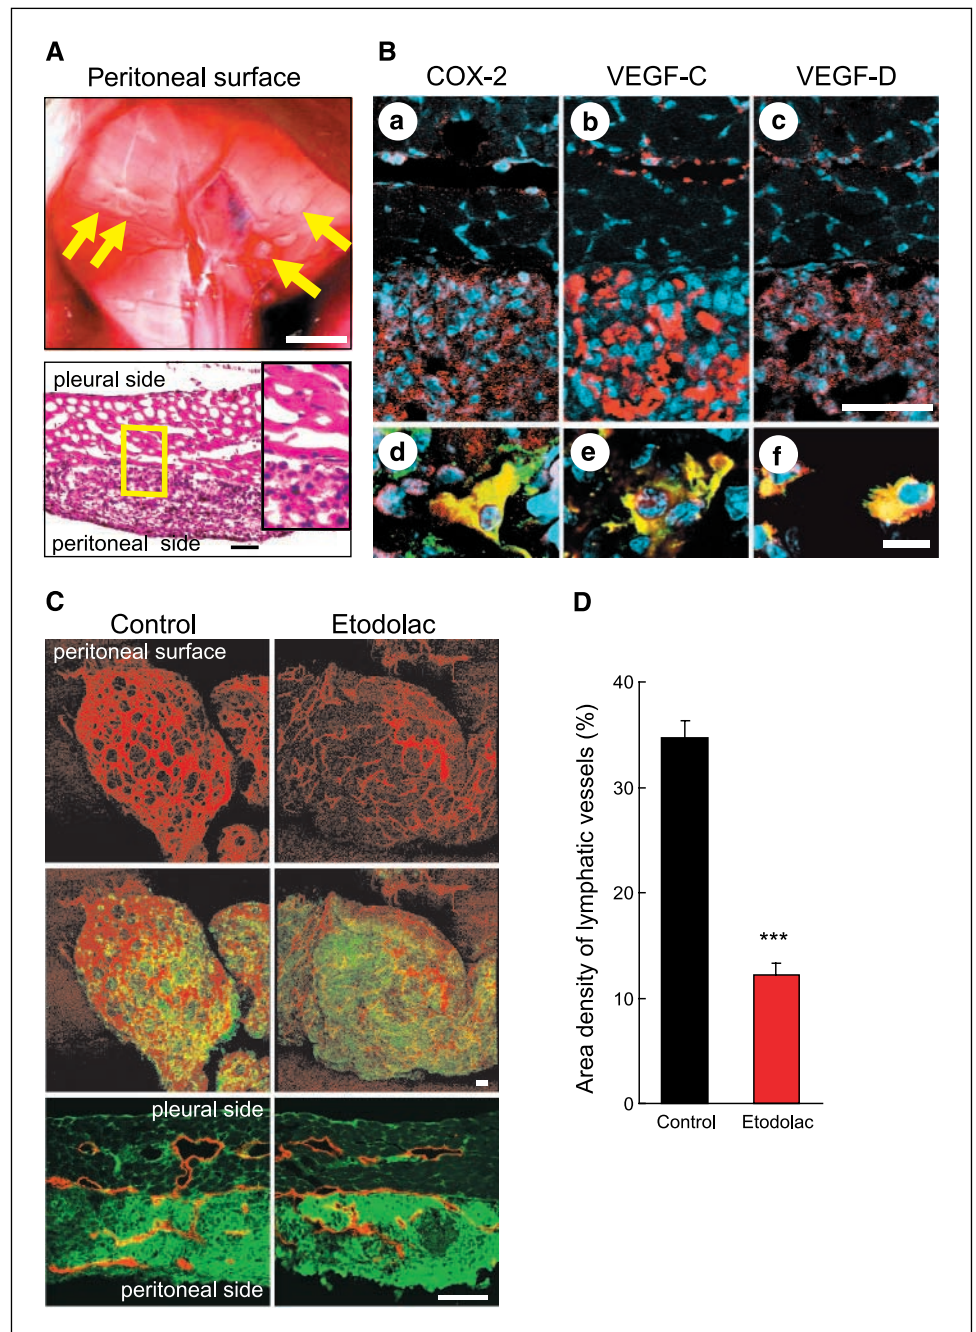 A
Peritoneal surface
pleural side
peritoneal side
B
COX-2 VEGF-C VEGF-D
a b c
d e f
C
Control Etodolac
peritoneal surface
pleural side
peritoneal side
D
Area density of lymphatic vessels (%)
40
30
20
10
0
***
Control Etodolac